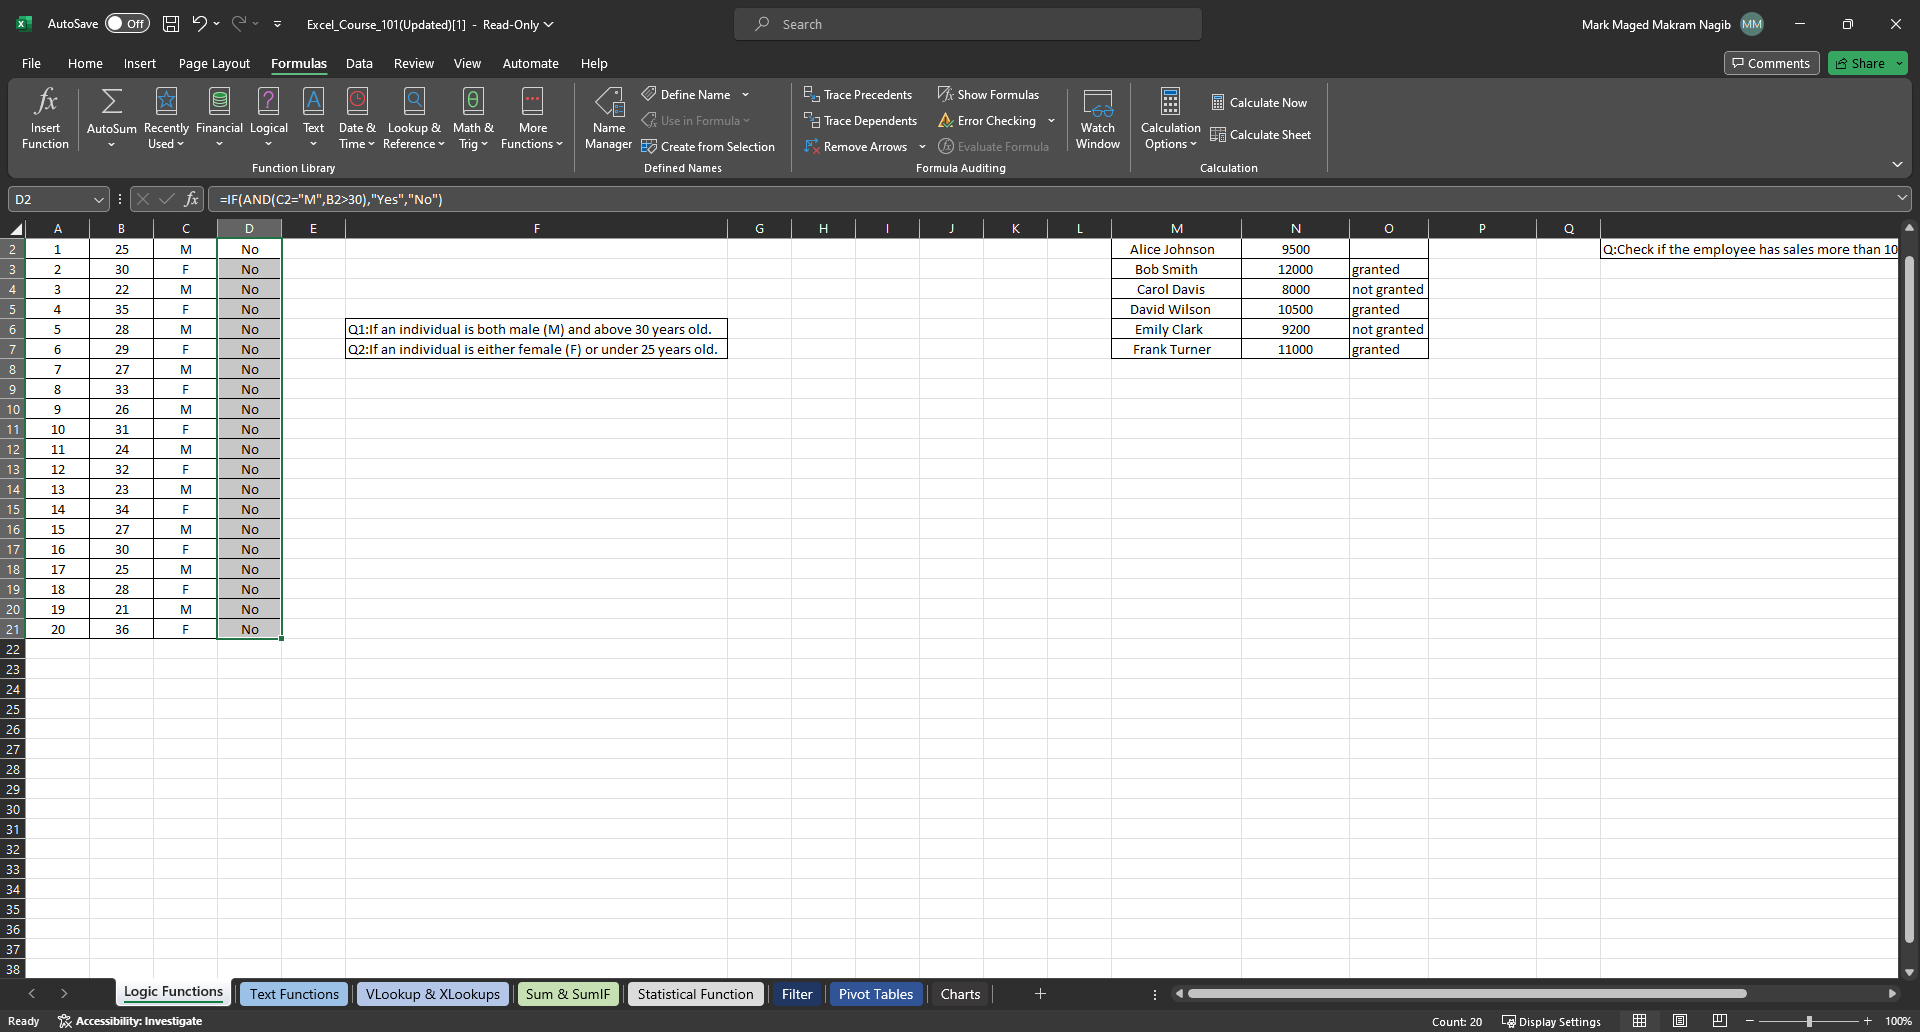 AutoSave Off Excel_Course_101(Updated)[1] - Read-Only Search Mark Maged Makram Nagib MM
File Home Insert Page Layout Formulas Data Review View Automate Help Comments Share
Insert Function AutoSum Recently Used Financial Logical Text Date & Time Lookup & Reference Math & Trig More Functions
Function Library
Name Manager Define Name Use in Formula Create from Selection
Defined Names
Trace Precedents Trace Dependents Remove Arrows Show Formulas Error Checking Evaluate Formula
Formula Auditing
Watch Window
Calculation Options Calculate Now Calculate Sheet
Calculation
D2 fx =IF(AND(C2="M",B2>30),"Yes","No")
A B C D E F G H I J K L M N O P Q
2 1 25 M No Alice Johnson 9500 Q:Check if the employee has sales more than 10
3 2 30 F No Bob Smith 12000 granted
4 3 22 M No Carol Davis 8000 not granted
5 4 35 F No David Wilson 10500 granted
6 5 28 M No Q1:If an individual is both male (M) and above 30 years old. Emily Clark 9200 not granted
7 6 29 F No Q2:If an individual is either female (F) or under 25 years old. Frank Turner 11000 granted
8 7 27 M No
9 8 33 F No
10 9 26 M No
11 10 31 F No
12 11 24 M No
13 12 32 F No
14 13 23 M No
15 14 34 F No
16 15 27 M No
17 16 30 F No
18 17 25 M No
19 18 28 F No
20 19 21 M No
21 20 36 F No
22
23
24
25
26
27
28
29
30
31
32
33
34
35
36
37
38
Logic Functions Text Functions VLookup & XLookups Sum & SumIF Statistical Function Filter Pivot Tables Charts
Ready Accessibility: Investigate Count: 20 Display Settings 100%